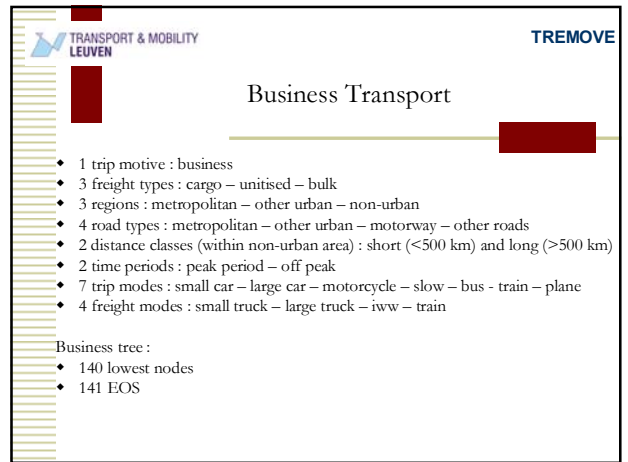 TRANSPORT & MOBILITY
LEUVEN
TREMOVE
Business Transport
1 trip motive : business
3 freight types : cargo – unitised – bulk
3 regions : metropolitan – other urban – non-urban
4 road types : metropolitan – other urban – motorway – other roads
2 distance classes (within non-urban area) : short (<500 km) and long (>500 km)
2 time periods : peak period – off peak
7 trip modes : small car – large car – motorcycle – slow – bus - train – plane
4 freight modes : small truck – large truck – iww – train
Business tree :
140 lowest nodes
141 EOS